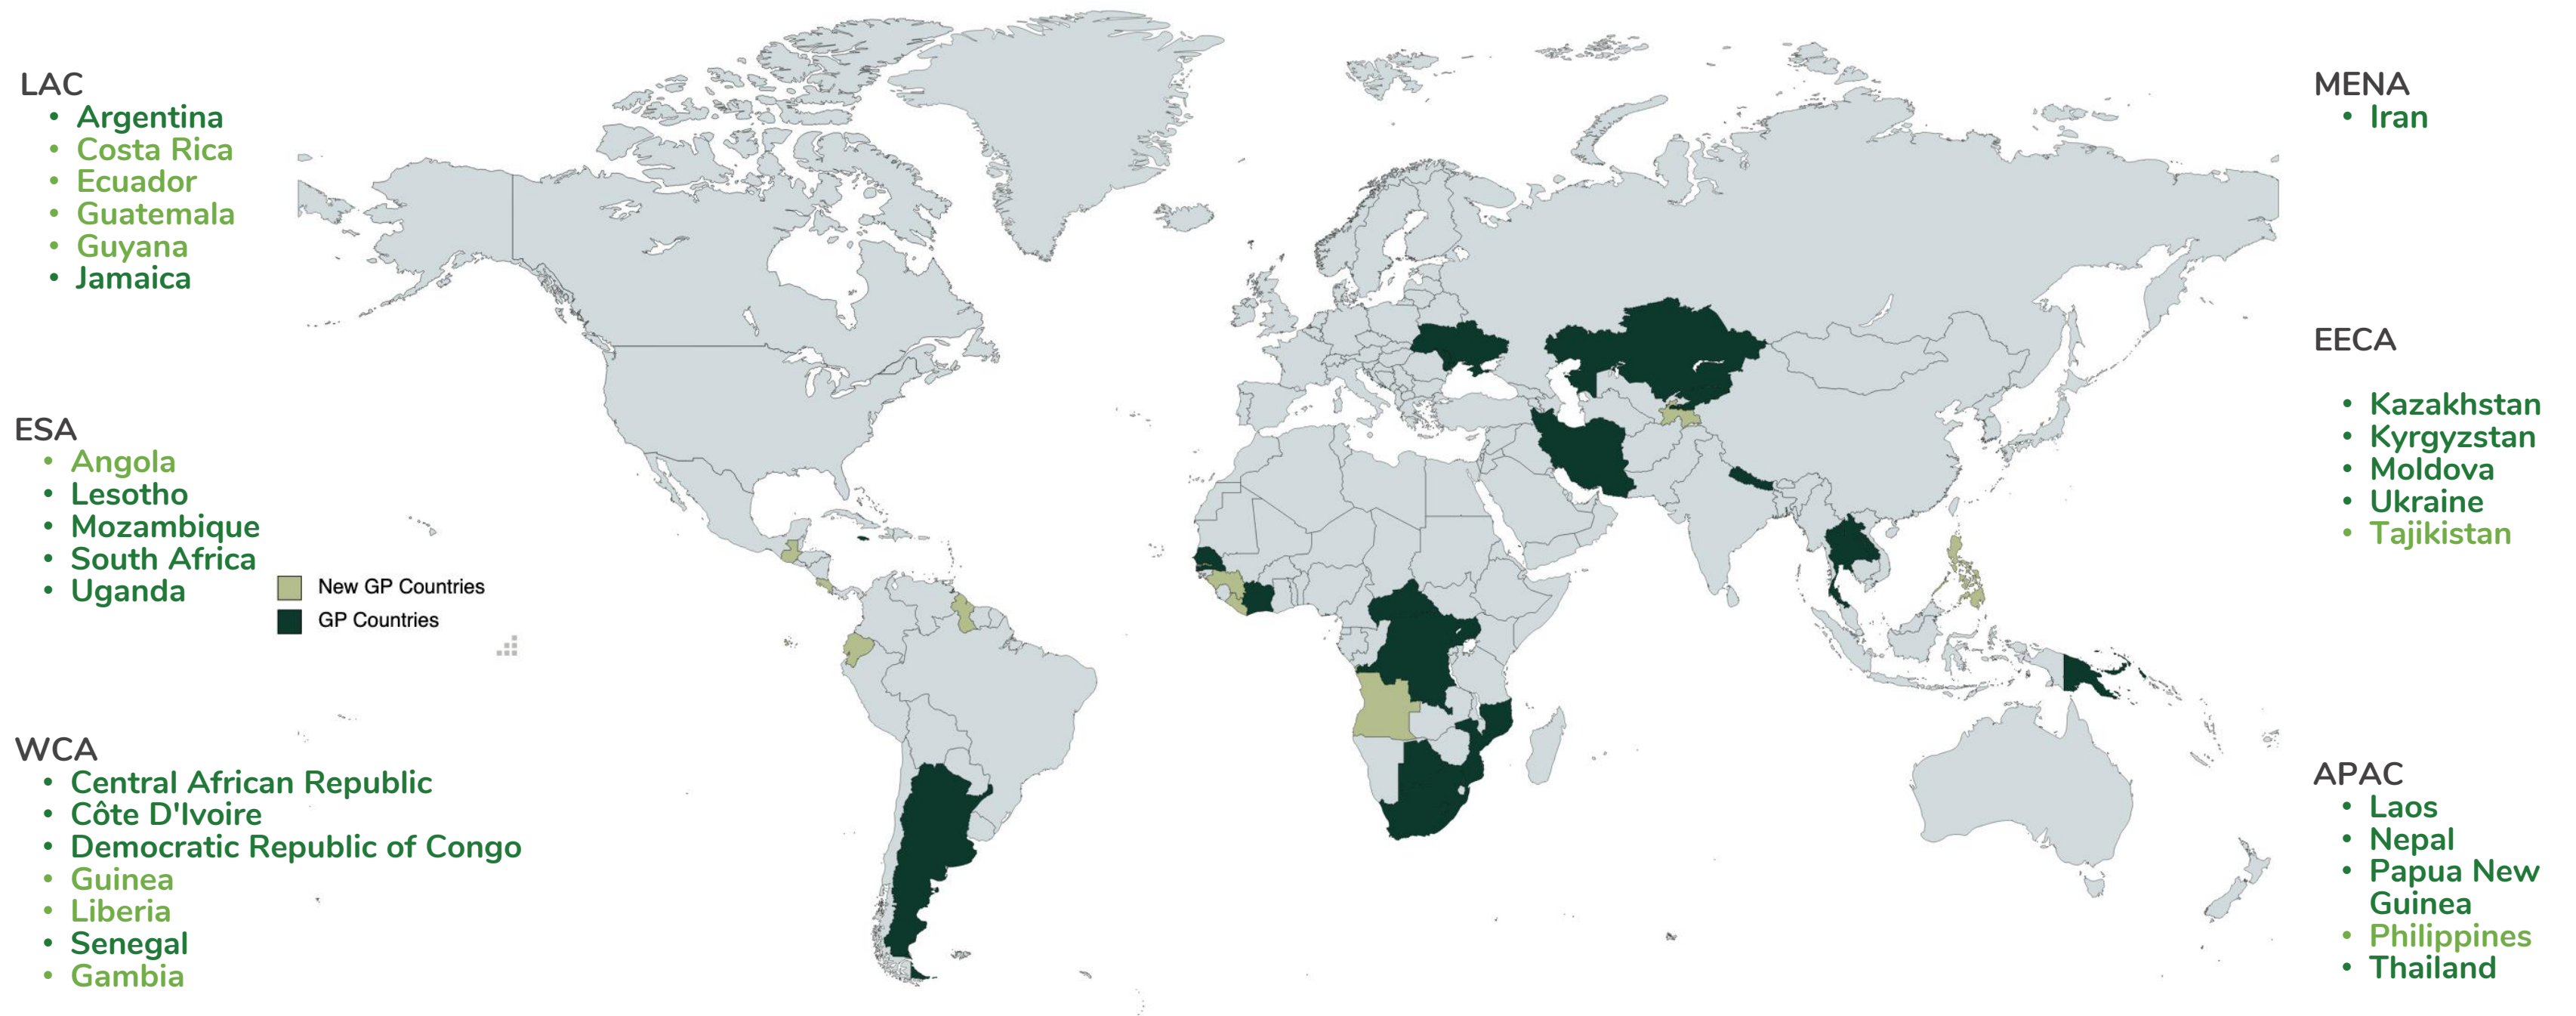 LAC
• Argentina
• Costa Rica
• Ecuador
• Guatemala
• Guyana
• Jamaica
ESA
• Angola
• Lesotho
• Mozambique
• South Africa
• Uganda
New GP Countries
GP Countries
WCA
• Central African Republic
• Côte D'Ivoire
• Democratic Republic of Congo
• Guinea
• Liberia
• Senegal
• Gambia
MENA
• Iran
EECA
• Kazakhstan
• Kyrgyzstan
• Moldova
• Ukraine
• Tajikistan
APAC
• Laos
• Nepal
• Papua New
Guinea
• Philippines
• Thailand